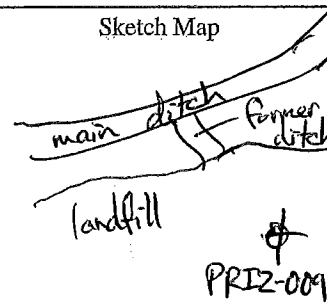 Sketch Map
main ditch
former
ditch
landfill
PRIZ-009